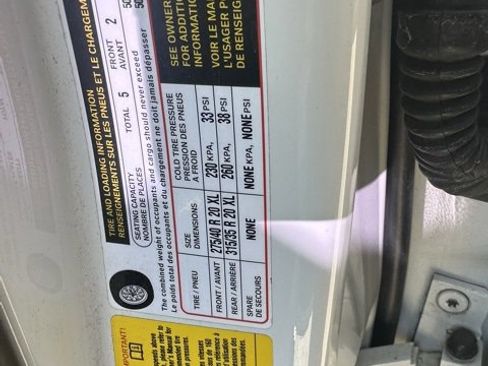 TIRE AND LOADING INFORMATION
RENSEIGNEMENTS SUR LES PNEUS ET LE CHARGEME
SEATING CAPACITY
NOMBRE DE PLACES
TOTAL 5
FRONT
AVANT
2
The combined weight of occupants and cargo should never exceed
Le poids total des occupants et du chargement ne doit jamais dépasser
TIRE / PNEU
SIZE
DIMENSIONS
COLD TIRE PRESSURE
PRESSION DES PNEUS
A FROID
FRONT / AVANT
275/40 R 20 XL
230 KPA, 33 PSI
REAR / ARRIÈRE
315/35 R 20 XL
260 KPA, 38 PSI
SPARE
DE SECOURS
NONE
NONE KPA, NONE PSI
SEE OWNER
FOR ADDITION
INFORMATION
VOIR LE MA
L'USAGER P
DE RENSEIG
MPORTANT!